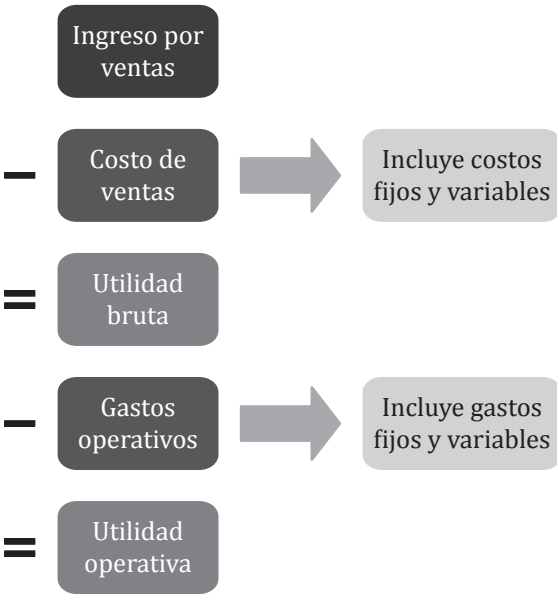 Ingreso por
ventas
– Costo de
ventas
Incluye costos
fijos y variables
= Utilidad
bruta
– Gastos
operativos
Incluye gastos
fijos y variables
= Utilidad
operativa